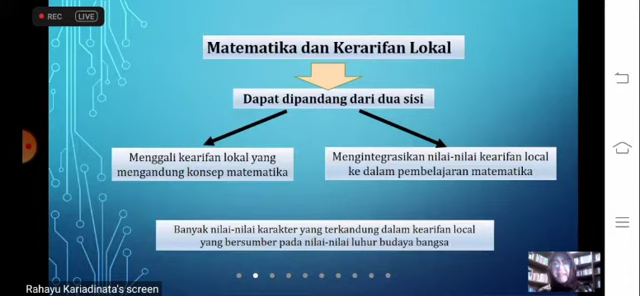 REC LIVE
Matematika dan Kerarifan Lokal
Dapat dipandang dari dua sisi
Menggali kearifan lokal yang
mengandung konsep matematika
Mengintegrasikan nilai-nilai kearifan local
ke dalam pembelajaran matematika
Banyak nilai-nilai karakter yang terkandung dalam kearifan local
yang bersumber pada nilai-nilai luhur budaya bangsa
Rahayu Kariadinata's screen